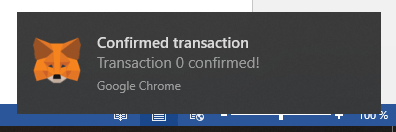 Confirmed transaction
Transaction 0 confirmed!
Google Chrome
- + 100 %